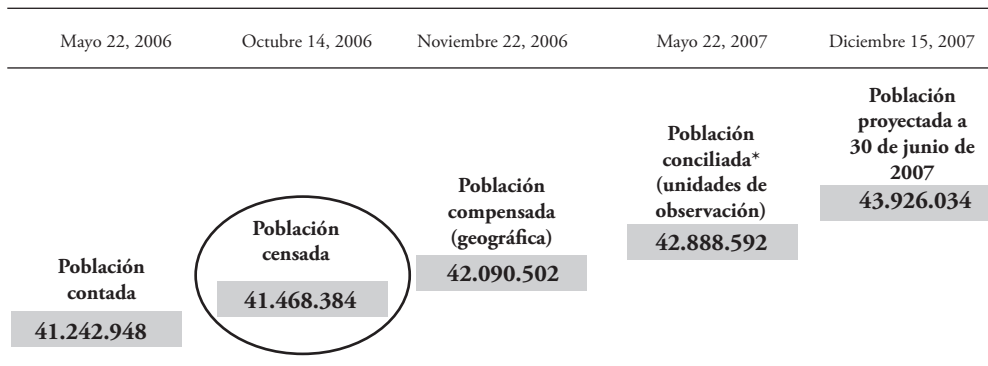 Mayo 22, 2006
Octubre 14, 2006
Noviembre 22, 2006
Mayo 22, 2007
Diciembre 15, 2007
Población
contada
41.242.948
Población
censada
41.468.384
Población
compensada
(geográfica)
42.090.502
Población
conciliada*
(unidades de
observación)
42.888.592
Población
proyectada a
30 de junio de
2007
43.926.034